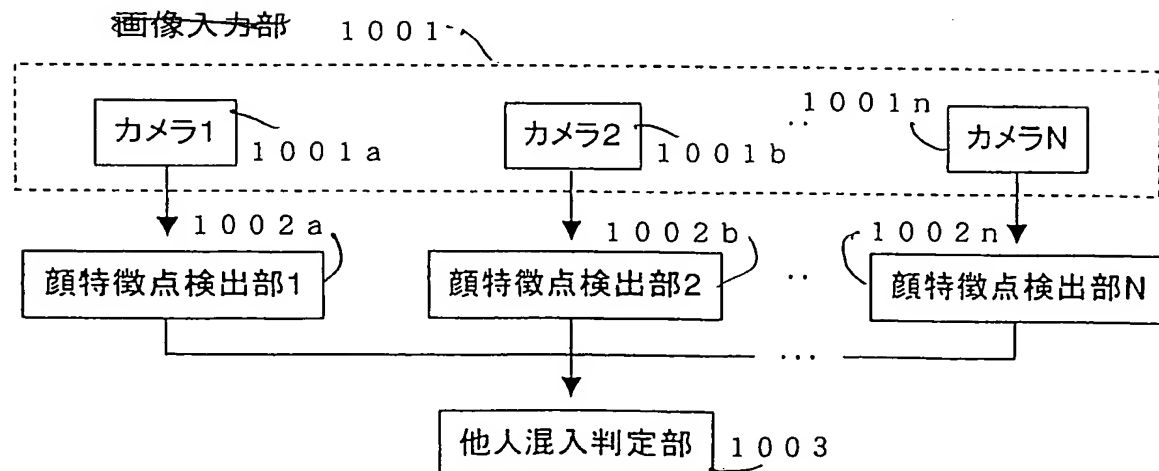 画像入力部 1001
カメラ1 カメラ2 ‥ 1001n カメラN
1001a 1001b
1002a 1002b 1002n
顔特徴点検出部1 顔特徴点検出部2 ‥ 顔特徴点検出部N
…
他人混入判定部 1003